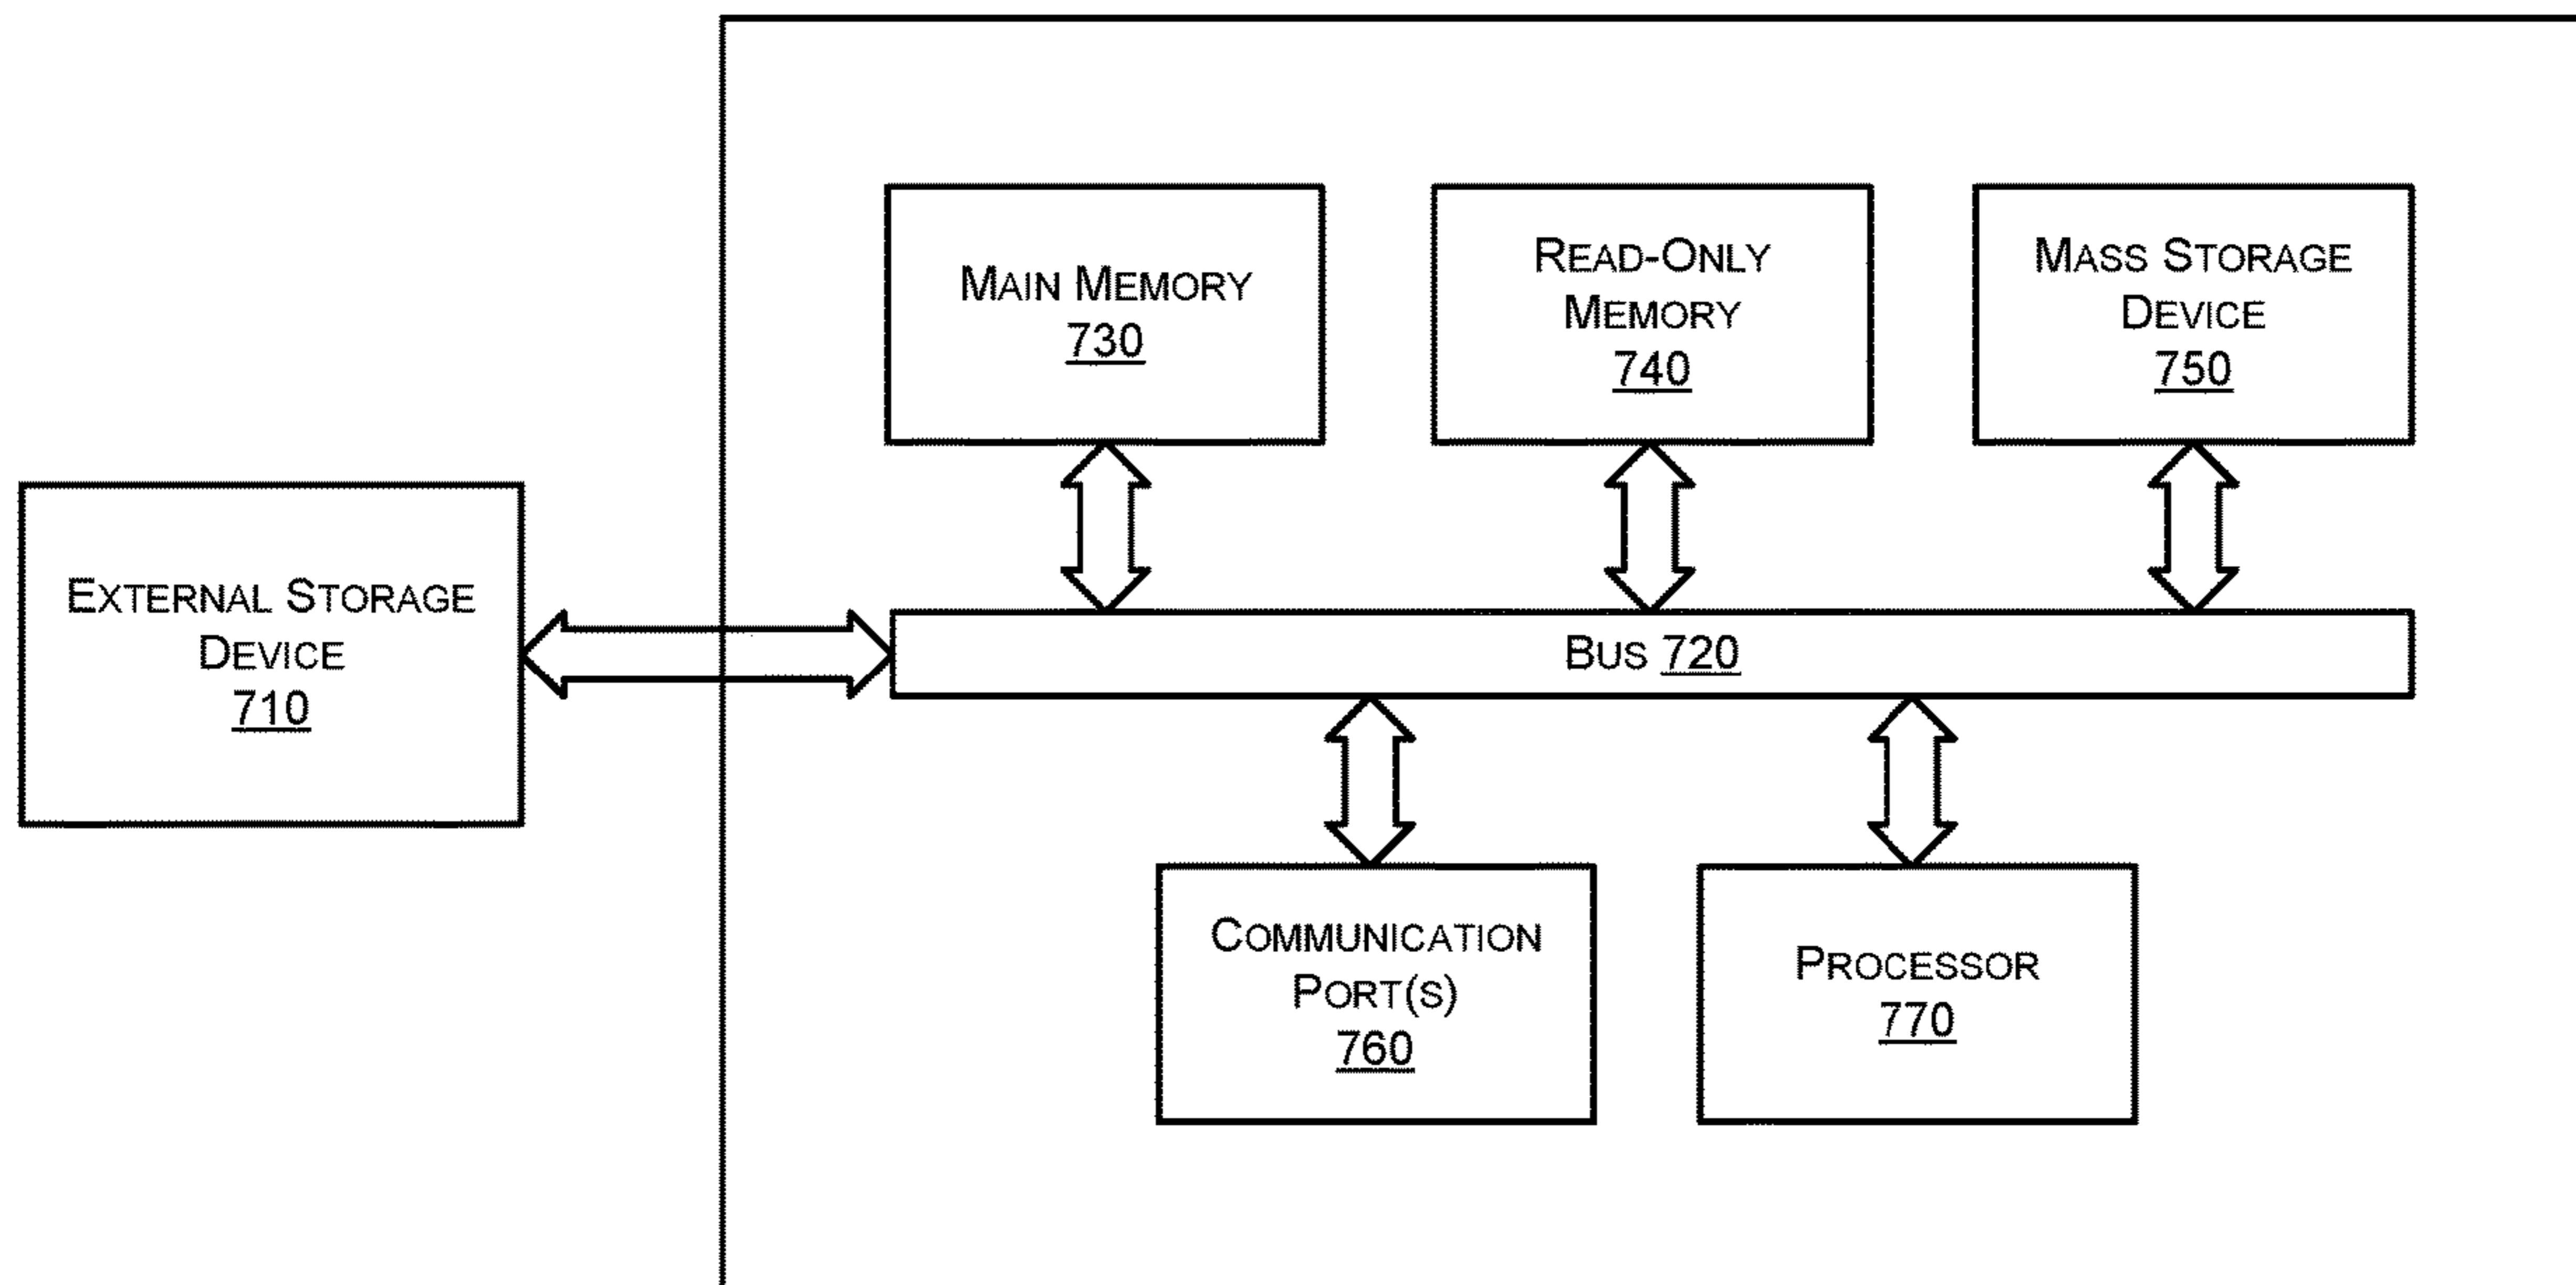 MAIN MEMORY
730
READ-ONLY
MEMORY
740
MASS STORAGE
DEVICE
750
EXTERNAL STORAGE
DEVICE
710
BUS 720
COMMUNICATION
PORT(S)
760
PROCESSOR
770